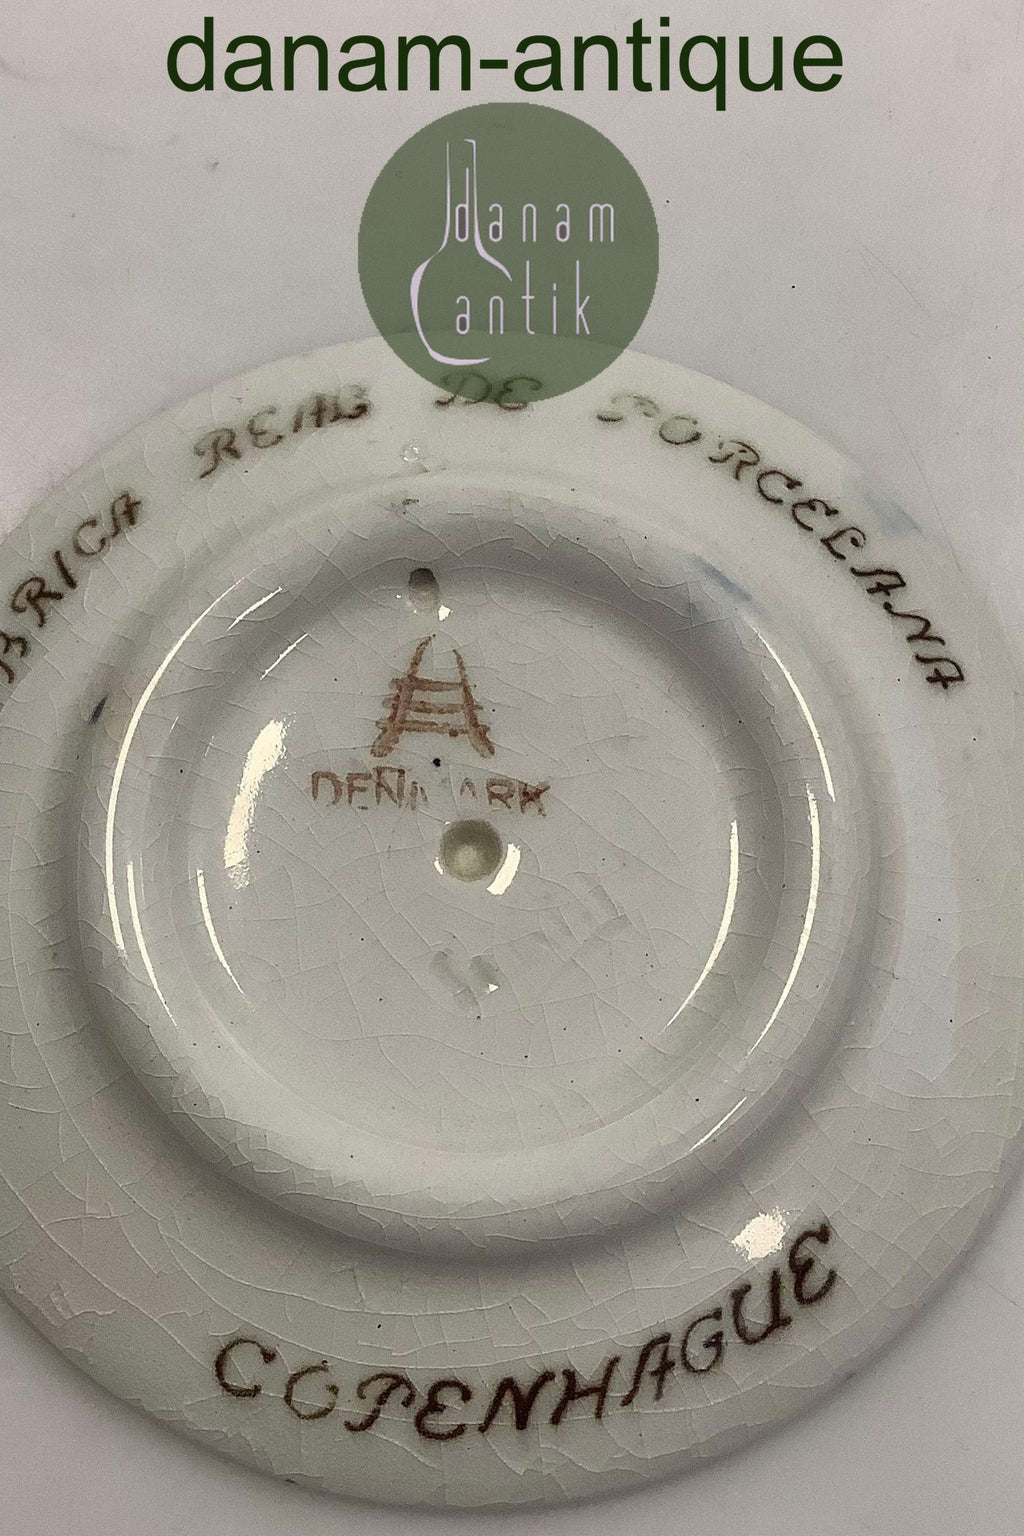 danam-antique
danam
antik
BRICA REAL DE PORCELANA
DENMARK
COPENHAGUE